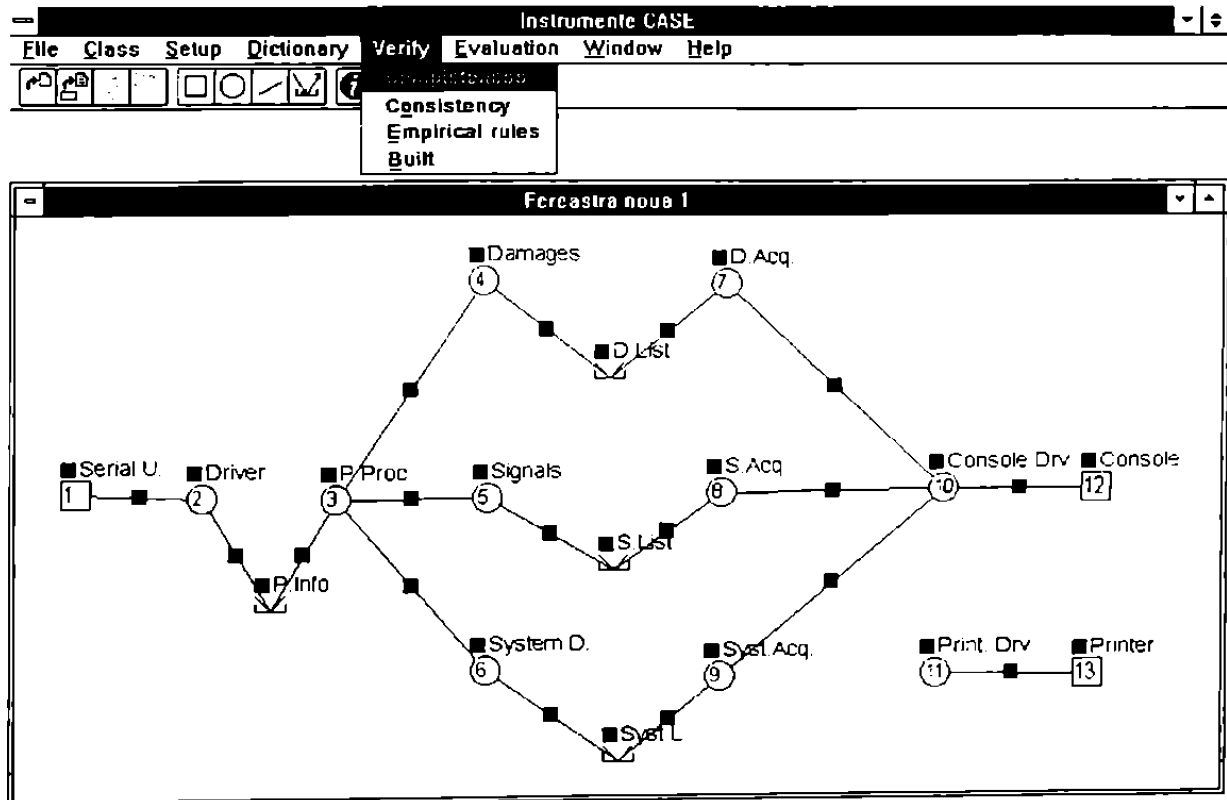 Instrumente CASE
File Class Setup Dictionary Verify Evaluation Window Help
Consistency
Empirical rules
Built
Fereastra noua 1
Damages
4
D.Acq.
7
D.List
Serial U.
1
Driver
2
P.Proc
3
Signals
5
S.Acq
8
Console Drv
10
Console
12
S.List
P.Info
System D.
6
Syst.Acq.
9
Print. Drv
11
Printer
13
Syst L